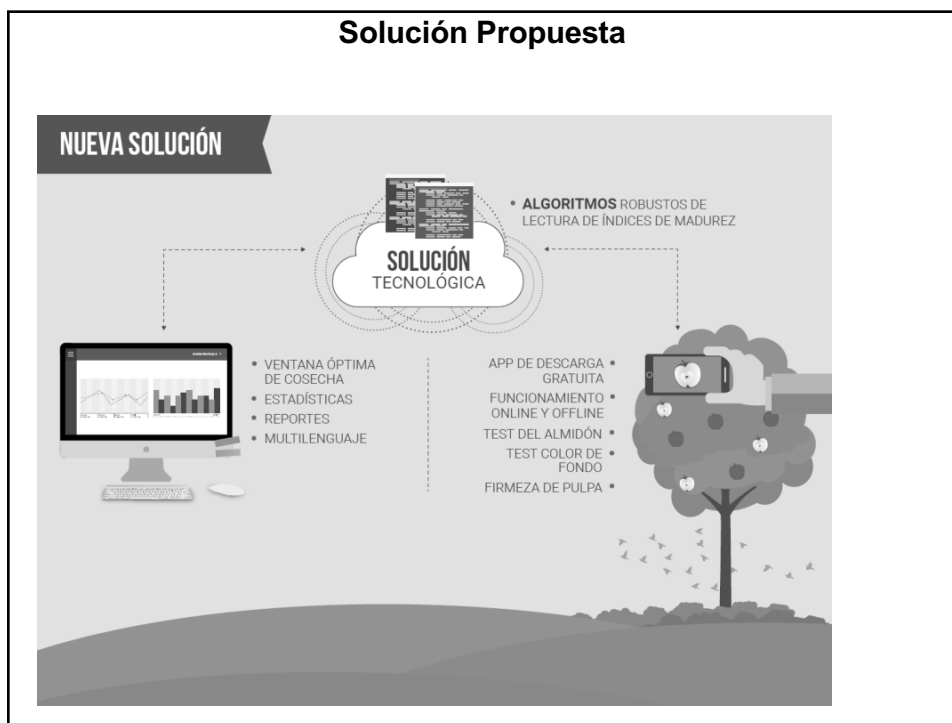 Solución Propuesta
NUEVA SOLUCIÓN
• ALGORITMOS ROBUSTOS DE
LECTURA DE ÍNDICES DE MADUREZ
SOLUCIÓN
TECNOLÓGICA
• VENTANA ÓPTIMA
DE COSECHA
• ESTADÍSTICAS
• REPORTES
• MULTILENGUAJE
APP DE DESCARGA •
GRATUITA
FUNCIONAMIENTO •
ONLINE Y OFFLINE
TEST DEL ALMIDÓN •
TEST COLOR DE •
FONDO
FIRMEZA DE PULPA •